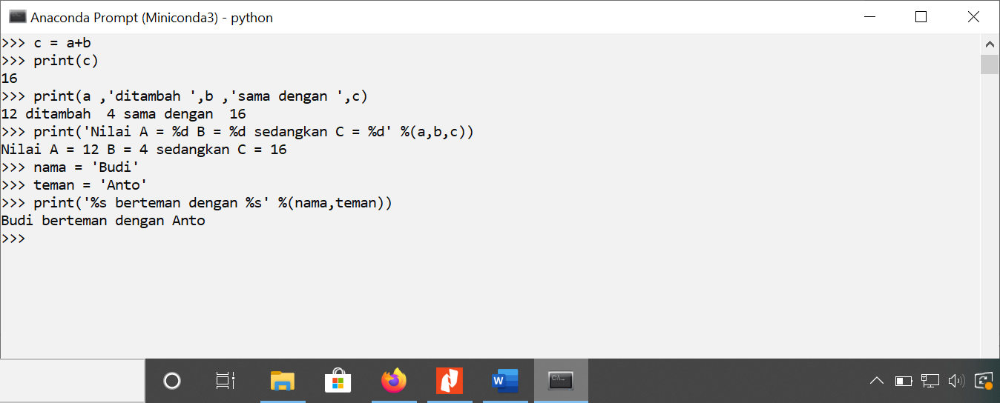 Anaconda Prompt (Miniconda3) - python
>>> c = a+b
>>> print(c)
16
>>> print(a ,'ditambah ',b ,'sama dengan ',c)
12 ditambah  4 sama dengan  16
>>> print('Nilai A = %d B = %d sedangkan C = %d' %(a,b,c))
Nilai A = 12 B = 4 sedangkan C = 16
>>> nama = 'Budi'
>>> teman = 'Anto'
>>> print('%s berteman dengan %s' %(nama,teman))
Budi berteman dengan Anto
>>>